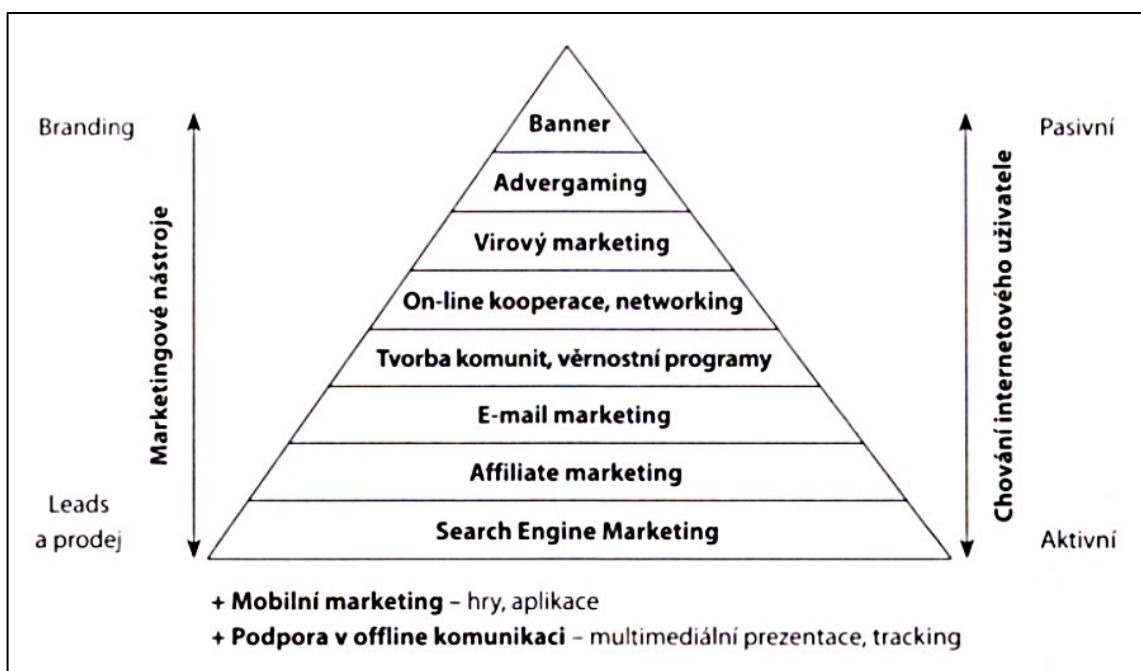 Branding
Marketingové nástroje
Leads
a prodej
Banner
Advergaming
Virový marketing
On-line kooperace, networking
Tvorba komunit, věrnostní programy
E-mail marketing
Affiliate marketing
Search Engine Marketing
Pasivní
Chování internetového uživatele
Aktivní
+ Mobilní marketing – hry, aplikace
+ Podpora v offline komunikaci – multimediální prezentace, tracking